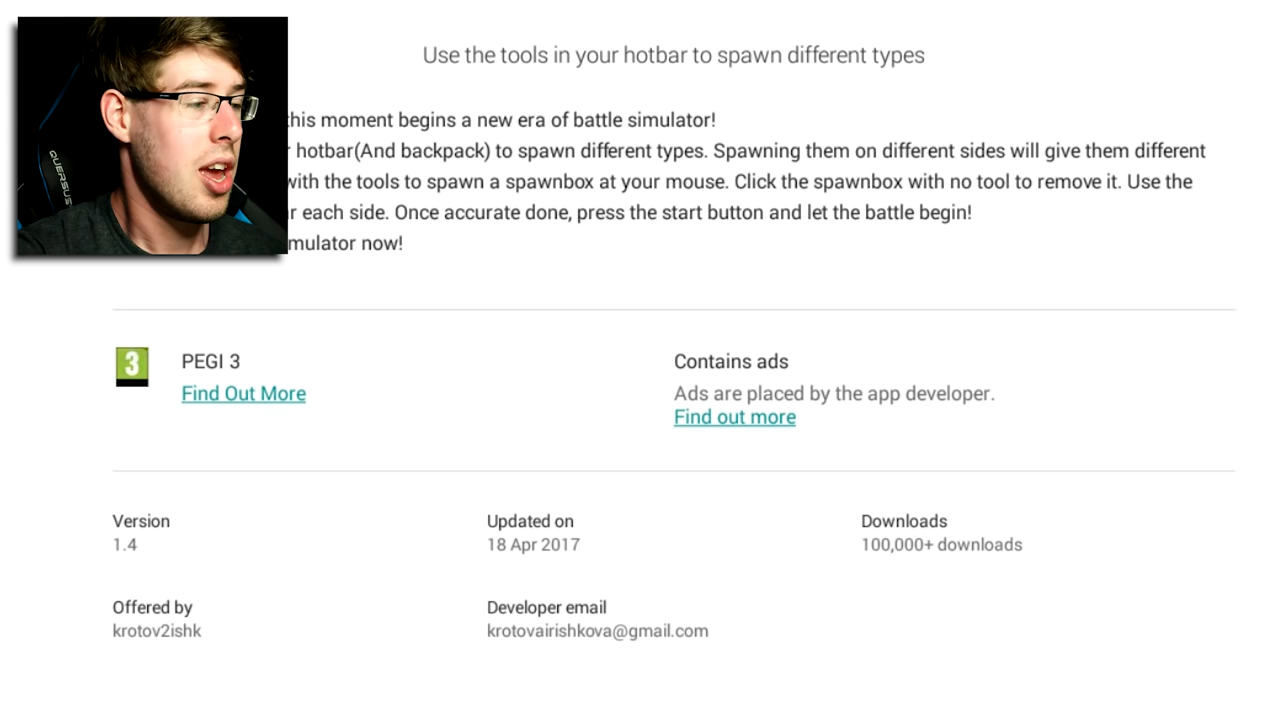 Use the tools in your hotbar to spawn different types
this moment begins a new era of battle simulator!
hotbar(And backpack) to spawn different types. Spawning them on different sides will give them different
with the tools to spawn a spawnbox at your mouse. Click the spawnbox with no tool to remove it. Use the
each side. Once accurate done, press the start button and let the battle begin!
mulator now!
QUERSUS
3
PEGI 3
Contains ads
Find Out More
Ads are placed by the app developer.
Find out more
Version
Updated on
Downloads
1.4
18 Apr 2017
100,000+ downloads
Offered by
Developer email
krotov2ishk
krotovairishkova@gmail.com